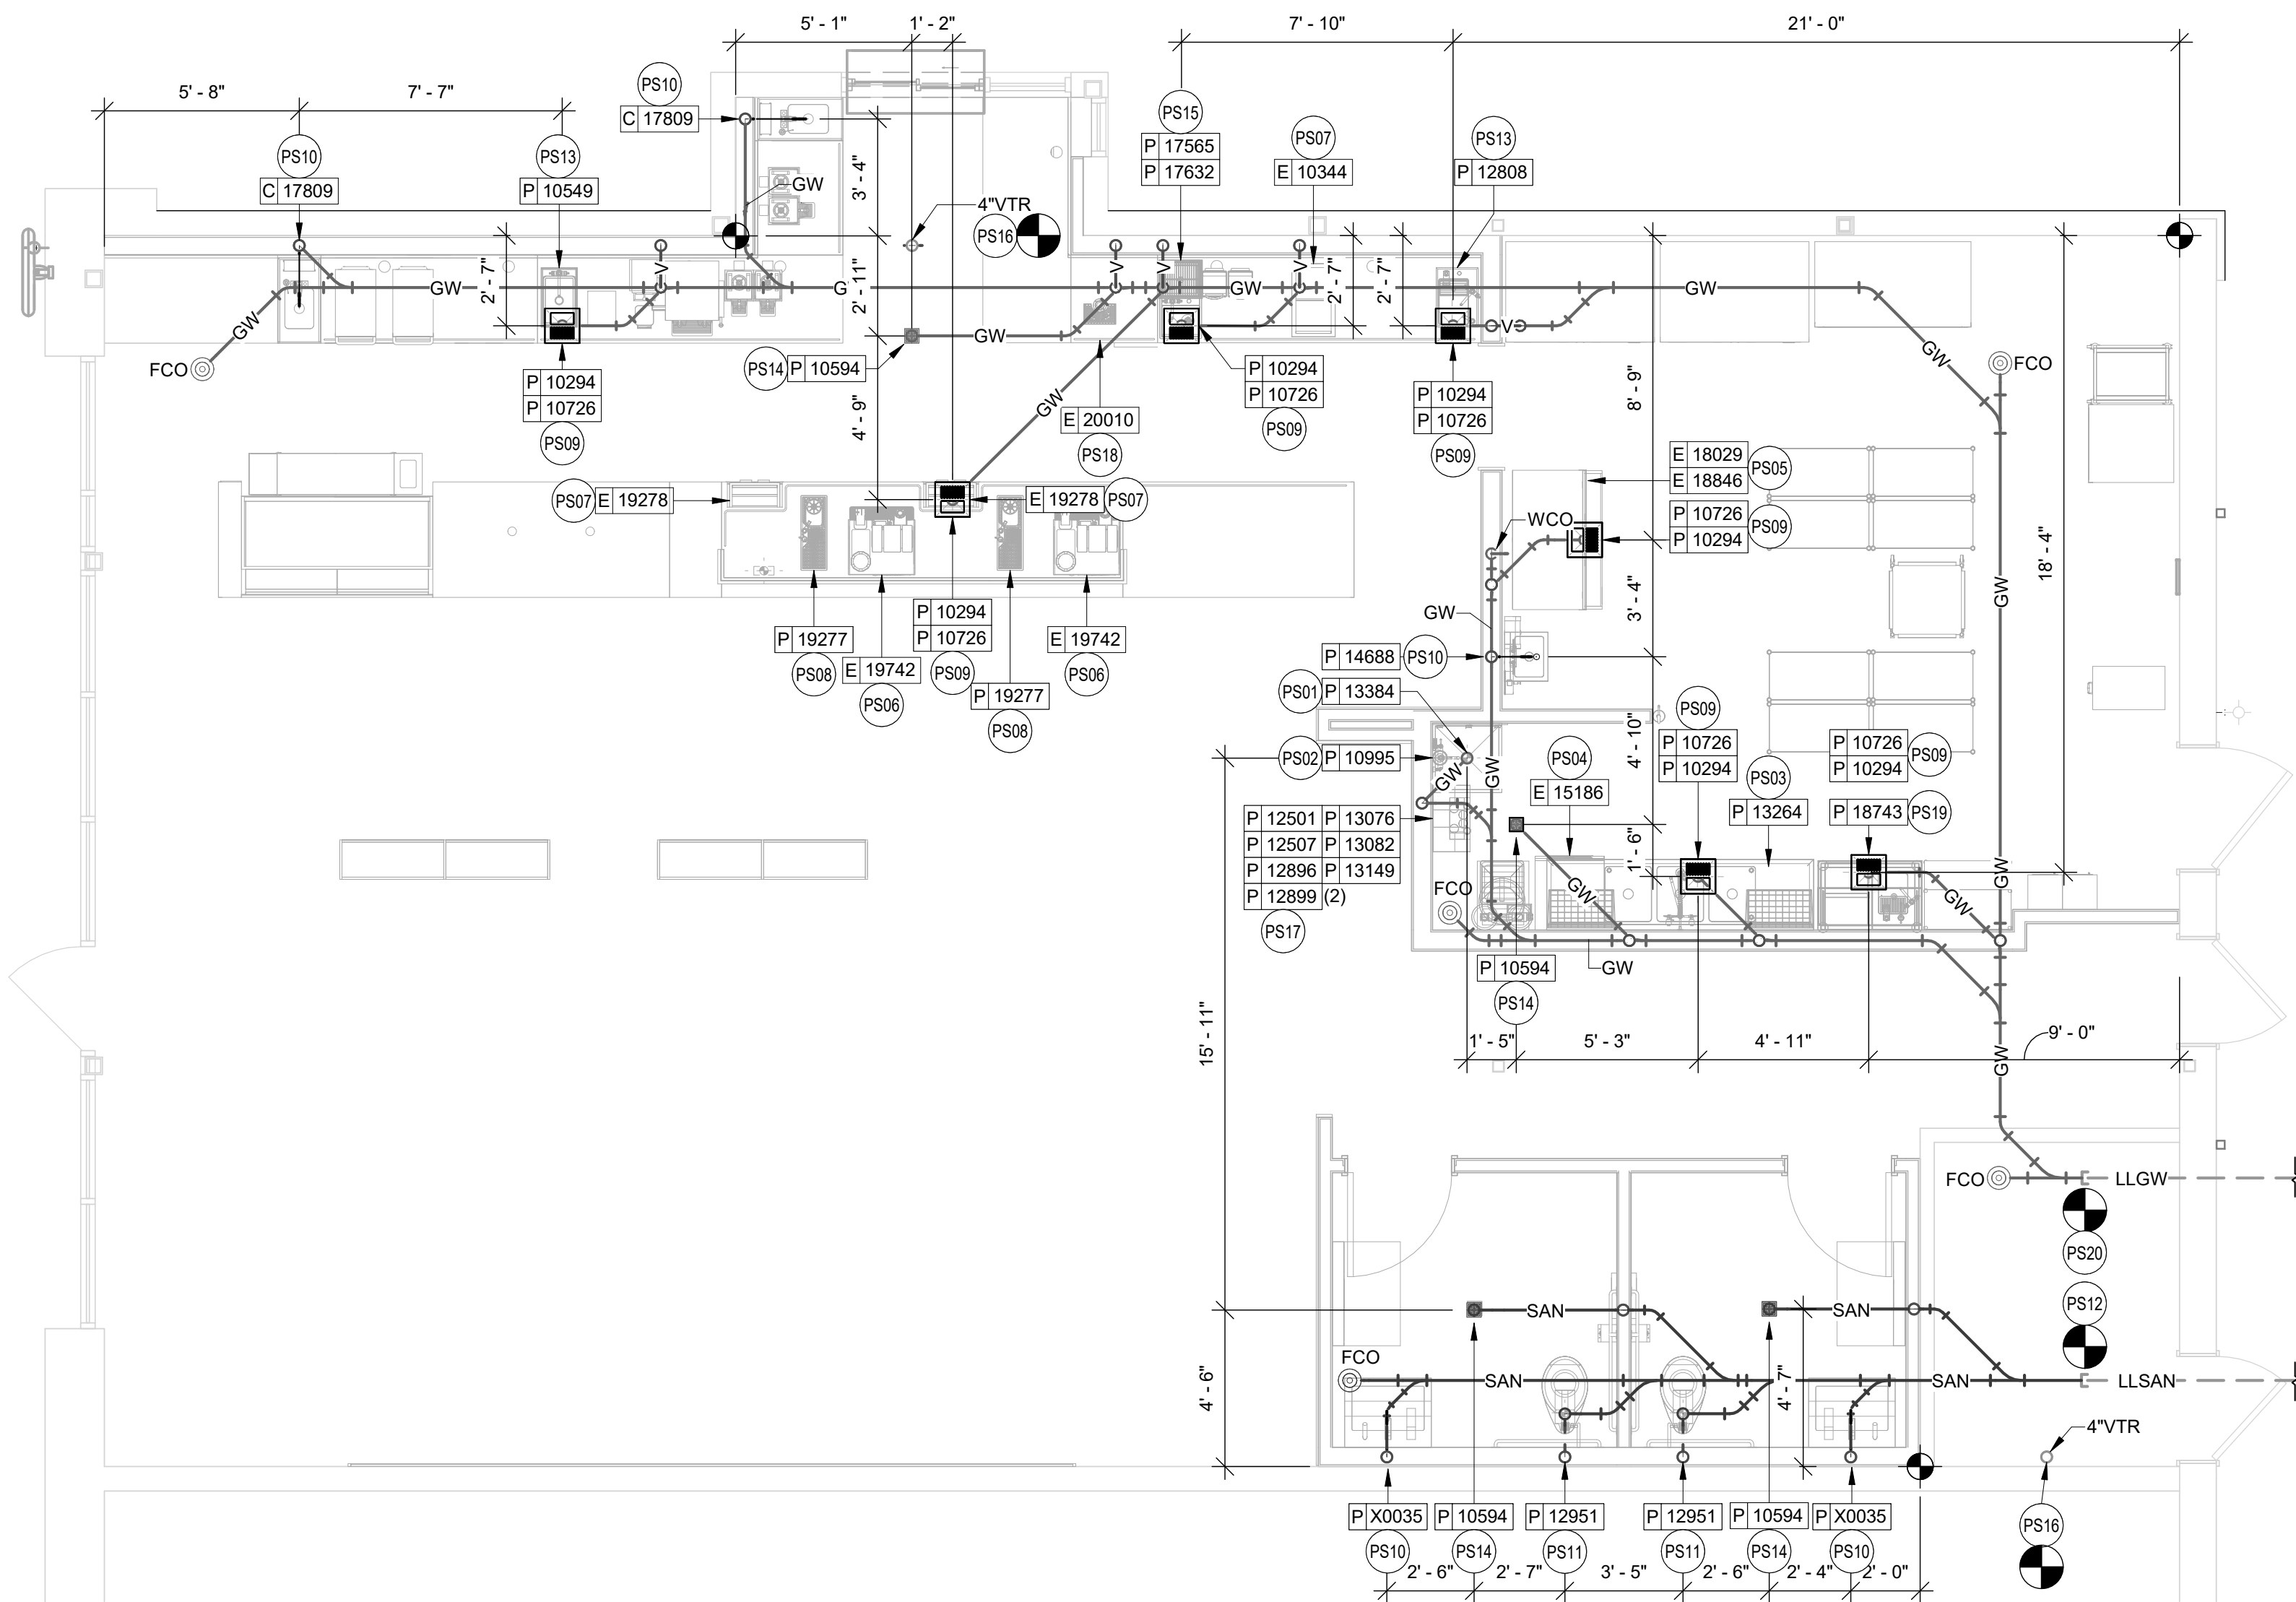 5' - 1"
1' - 2"
7' - 10"
21' - 0"
5' - 8"
7' - 7"
PS10
C 17809
PS15
P 17565
P 17632
PS07
E 10344
PS13
P 12808
PS10
C 17809
PS13
P 10549
GW
3' - 4"
4"VTR
PS16
2' - 7"
V
V
V
V
2' - 7"
2' - 7"
GW
G
2' - 11"
GW
GW
GW
FCO
GW
PS14 P 10594
GW
V
GW
FCO
P 10294
P 10726
PS09
4' - 9"
GW
E 20010
PS18
P 10294
P 10726
PS09
P 10294
P 10726
PS09
8' - 9"
E 18029
E 18846
PS05
P 10726
P 10294
PS09
PS07 E 19278
E 19278 PS07
WCO
18' - 4"
GW
3' - 4"
GW
P 19277
PS08
E 19742
PS06
P 10294
P 10726
PS09
P 19277
PS08
E 19742
PS06
P 14688 PS10
PS01 P 13384
PS02 P 10995
GW
GW
4' - 10"
PS09
P 10726
P 10294
PS04
E 15186
PS03
P 13264
P 10726
P 10294
PS09
P 18743 PS19
P 12501 P 13076
P 12507 P 13082
P 12896 P 13149
P 12899 (2)
PS17
1' - 6"
FCO
GW
GW
GW
P 10594
PS14
GW
15' - 11"
1' - 5"
5' - 3"
4' - 11"
9' - 0"
GW
FCO
LLGW
PS20
PS12
SAN
SAN
FCO
SAN
SAN
LLSAN
4' - 6"
4' - 7"
4"VTR
P X0035
PS10
P 10594
PS14
P 12951
PS11
P 12951
PS11
P 10594
PS14
P X0035
PS10
PS16
2' - 6"
2' - 7"
3' - 5"
2' - 6"
2' - 4"
2' - 0"